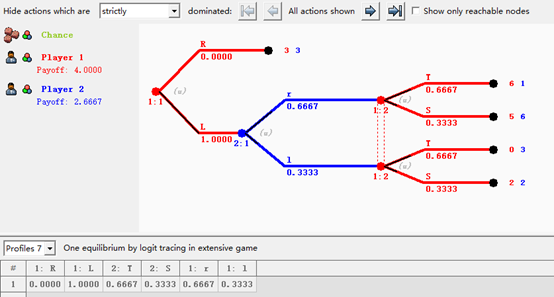 Hide actions which are strictly dominated: All actions shown Show only reachable nodes
Chance
Player 1
Payoff: 4.0000
Player 2
Payoff: 2.6667
R
0.0000
3 3
1:1
(u)
L
1.0000
2:1
(u)
r
0.6667
l
0.3333
1:2
(u)
T
0.6667
6 1
S
0.3333
5 6
1:2
(u)
T
0.6667
0 3
S
0.3333
2 2
Profiles 7 One equilibrium by logit tracing in extensive game
# 1: R 1: L 2: T 2: S 1: r 1: l
1 0.0000 1.0000 0.6667 0.3333 0.6667 0.3333